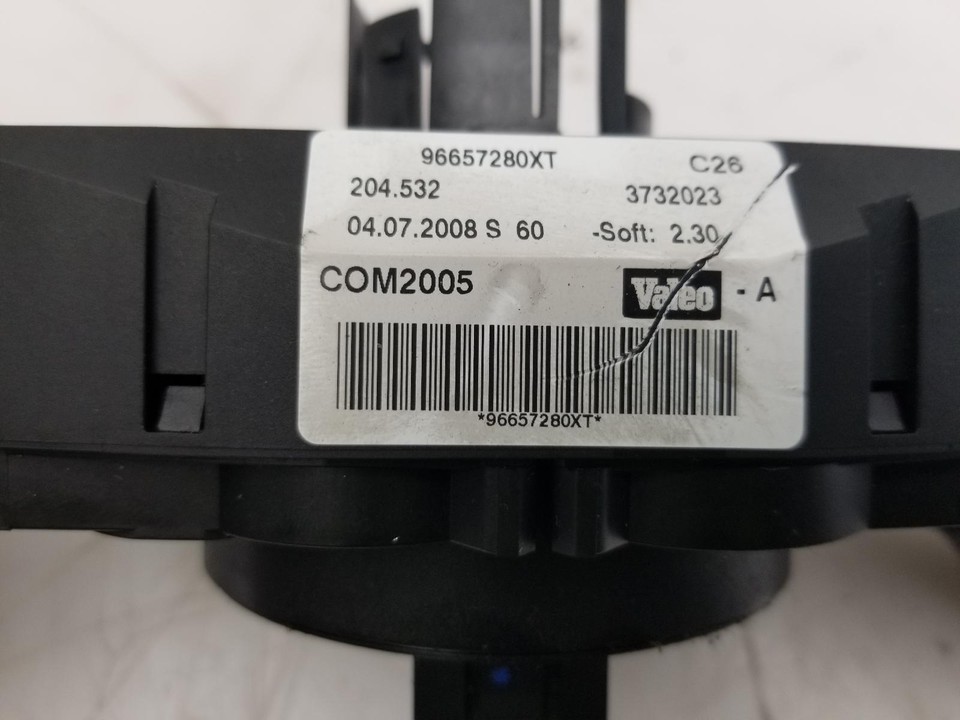 96657280XT C26
204.532 3732023
04.07.2008 S 60 -Soft: 2.30
COM2005 Valeo - A
*96657280XT*